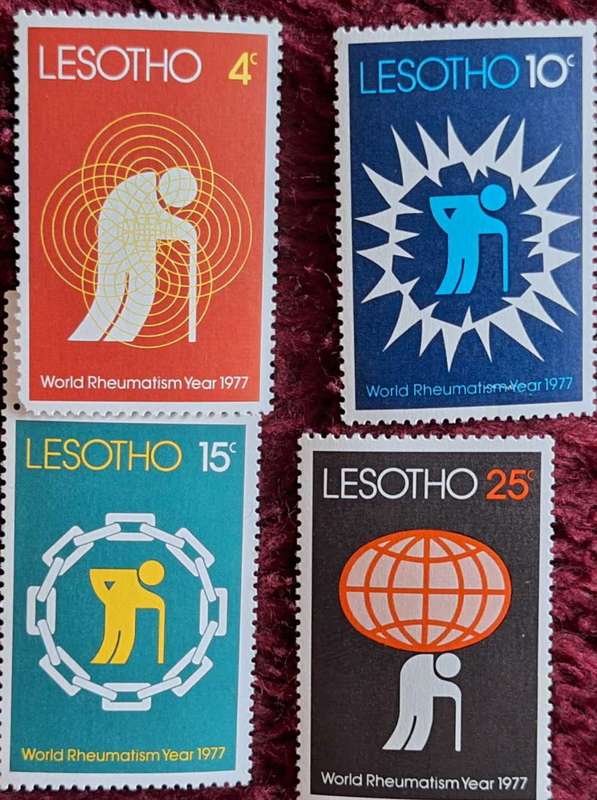 LESOTHO 4c
World Rheumatism Year 1977
LESOTHO 10c
World Rheumatism Year 1977
LESOTHO 15c
World Rheumatism Year 1977
LESOTHO 25c
World Rheumatism Year 1977